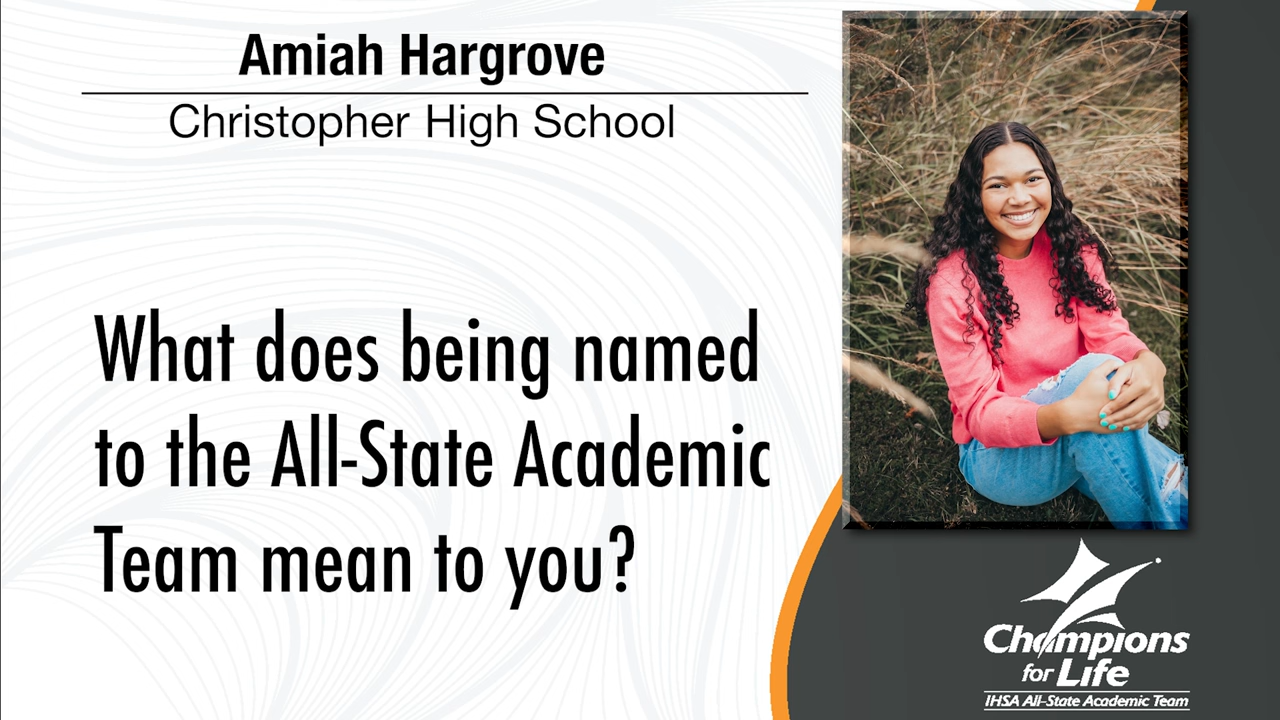 Amiah Hargrove
Christopher High School
What does being named
to the All-State Academic
Team mean to you?
Champions
for Life
IHSA All-State Academic Team